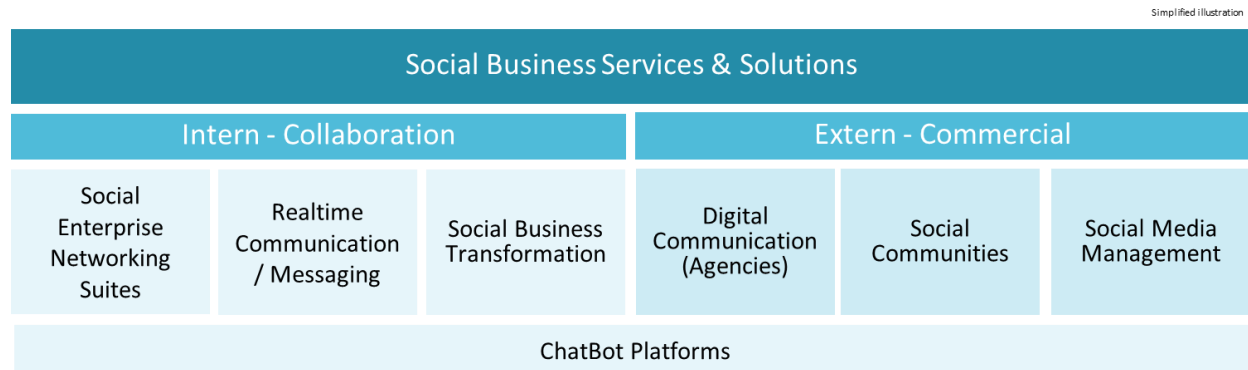 Simplified illustration
Social Business Services & Solutions
Intern - Collaboration
Extern - Commercial
Social
Enterprise
Networking
Suites
Realtime
Communication
/ Messaging
Social Business
Transformation
Digital
Communication
(Agencies)
Social
Communities
Social Media
Management
ChatBot Platforms